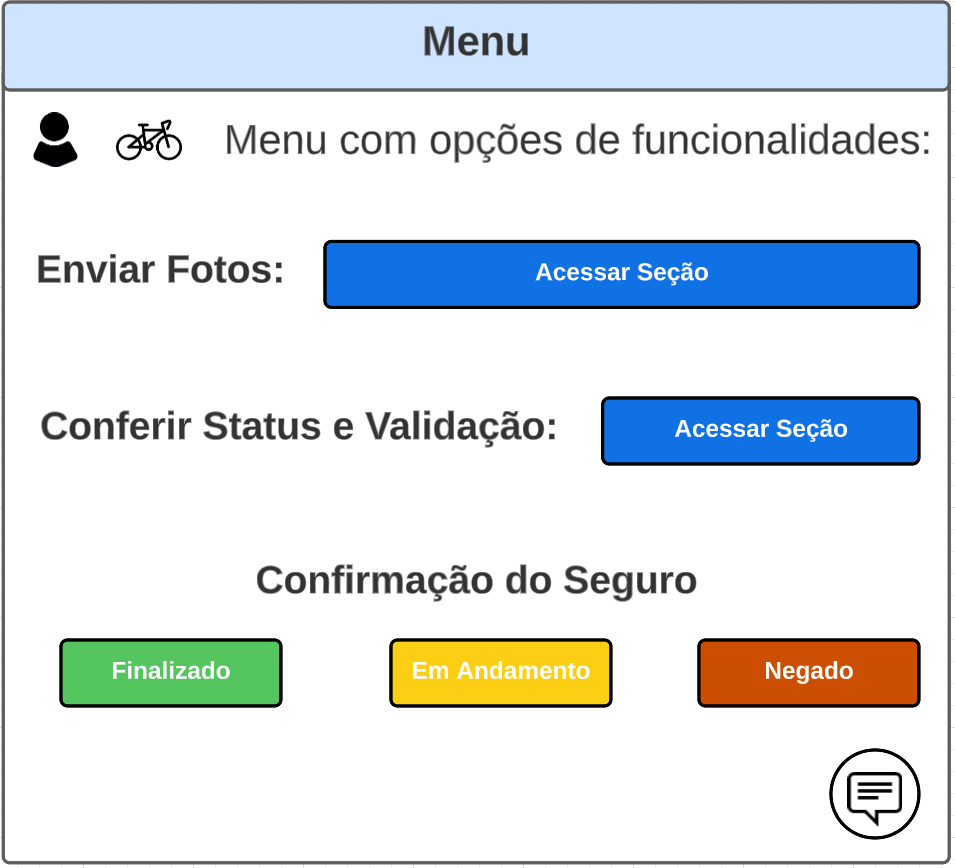 Menu
Menu com opções de funcionalidades:
Enviar Fotos:
Acessar Seção
Conferir Status e Validação:
Acessar Seção
Confirmação do Seguro
Finalizado
Em Andamento
Negado